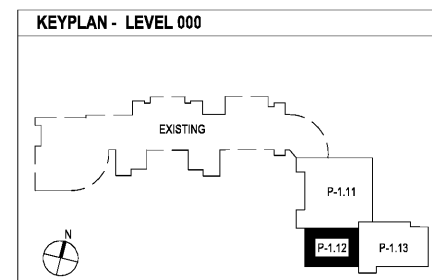 KEYPLAN - LEVEL 000
EXISTING
P-1.11
N
P-1.12
P-1.13